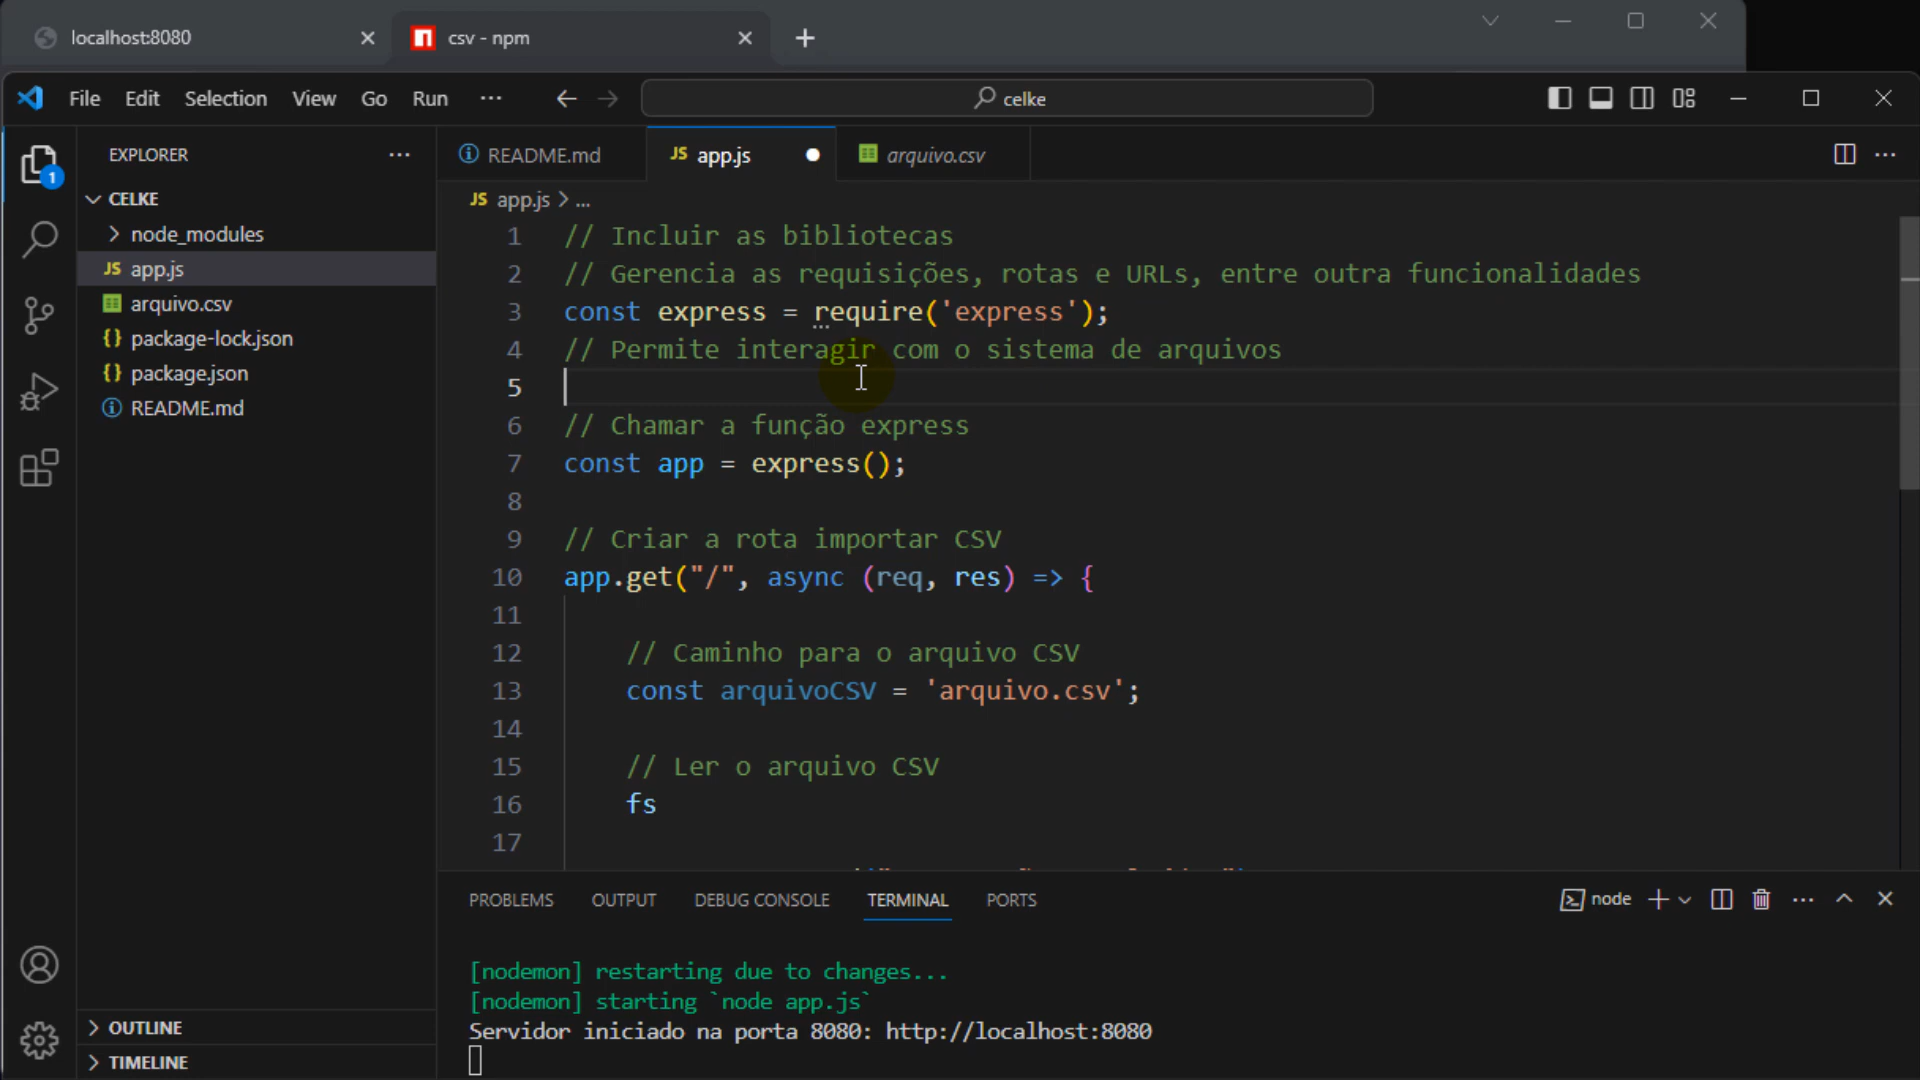 localhost:8080
csv - npm
File Edit Selection View Go Run ...
celke
1
EXPLORER
CELKE
node_modules
JS app.js
arquivo.csv
{} package-lock.json
{} package.json
README.md
OUTLINE
TIMELINE
README.md
JS app.js
arquivo.csv
JS app.js > ...
1 // Incluir as bibliotecas
2 // Gerencia as requisições, rotas e URLs, entre outra funcionalidades
3 const express = require('express');
4 // Permite interagir com o sistema de arquivos
5
6 // Chamar a função express
7 const app = express();
8
9 // Criar a rota importar CSV
10 app.get("/", async (req, res) => {
11
12 // Caminho para o arquivo CSV
13 const arquivoCSV = 'arquivo.csv';
14
15 // Ler o arquivo CSV
16 fs
17
PROBLEMS OUTPUT DEBUG CONSOLE TERMINAL PORTS
node
[nodemon] restarting due to changes...
[nodemon] starting `node app.js`
Servidor iniciado na porta 8080: http://localhost:8080